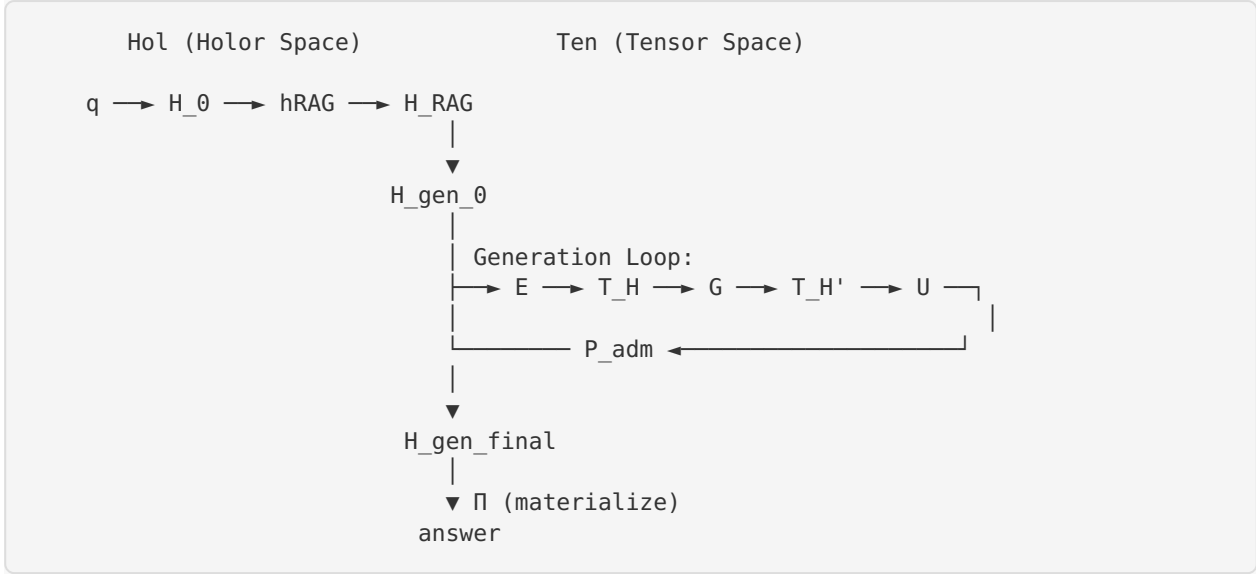 Hol (Holor Space) Ten (Tensor Space)
q ──► H_0 ──► hRAG ──► H_RAG
│
▼
H_gen_0
│
│ Generation Loop:
├──► E ──► T_H ──► G ──► T_H' ──► U ──┐
│ │
└──────── P_adm ◄────────────────────┘
│
▼
H_gen_final
│
▼ Π (materialize)
answer